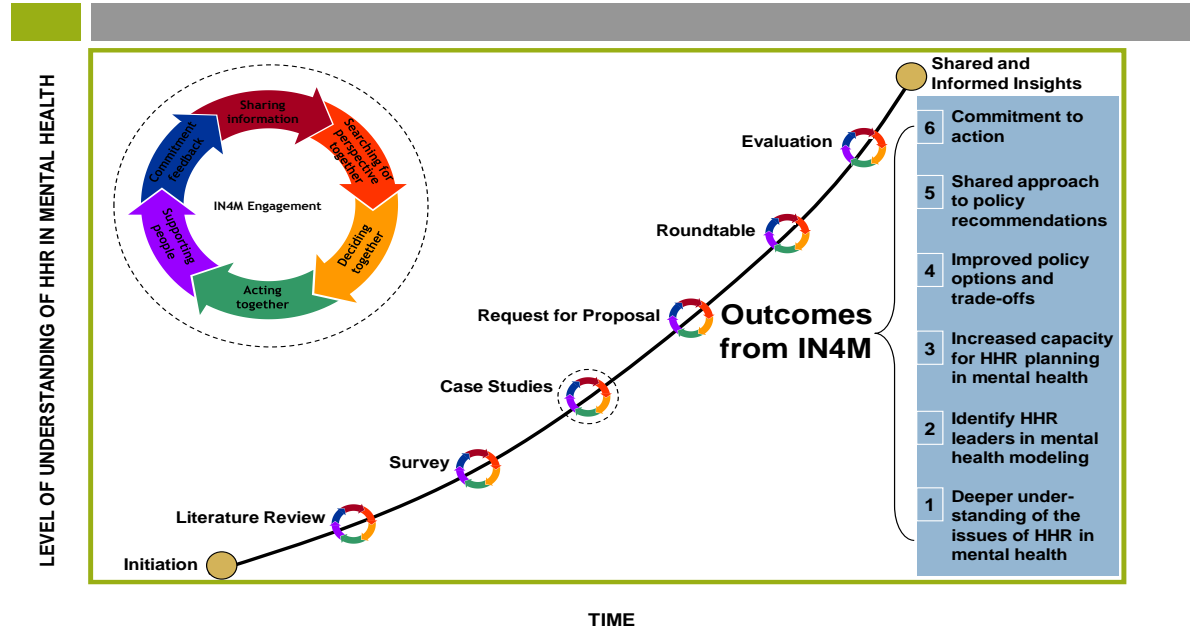 LEVEL OF UNDERSTANDING OF HHR IN MENTAL HEALTH
Sharing
information
Searching for
perspective
together
Deciding
together
Acting
together
Supporting
people
Commitment
feedback
IN4M Engagement
Initiation
Literature Review
Survey
Case Studies
Request for Proposal
Roundtable
Evaluation
Shared and
Informed Insights
Outcomes
from IN4M
6
Commitment to
action
5
Shared approach
to policy
recommendations
4
Improved policy
options and
trade-offs
3
Increased capacity
for HHR planning
in mental health
2
Identify HHR
leaders in mental
health modeling
1
Deeper under-
standing of the
issues of HHR in
mental health
TIME